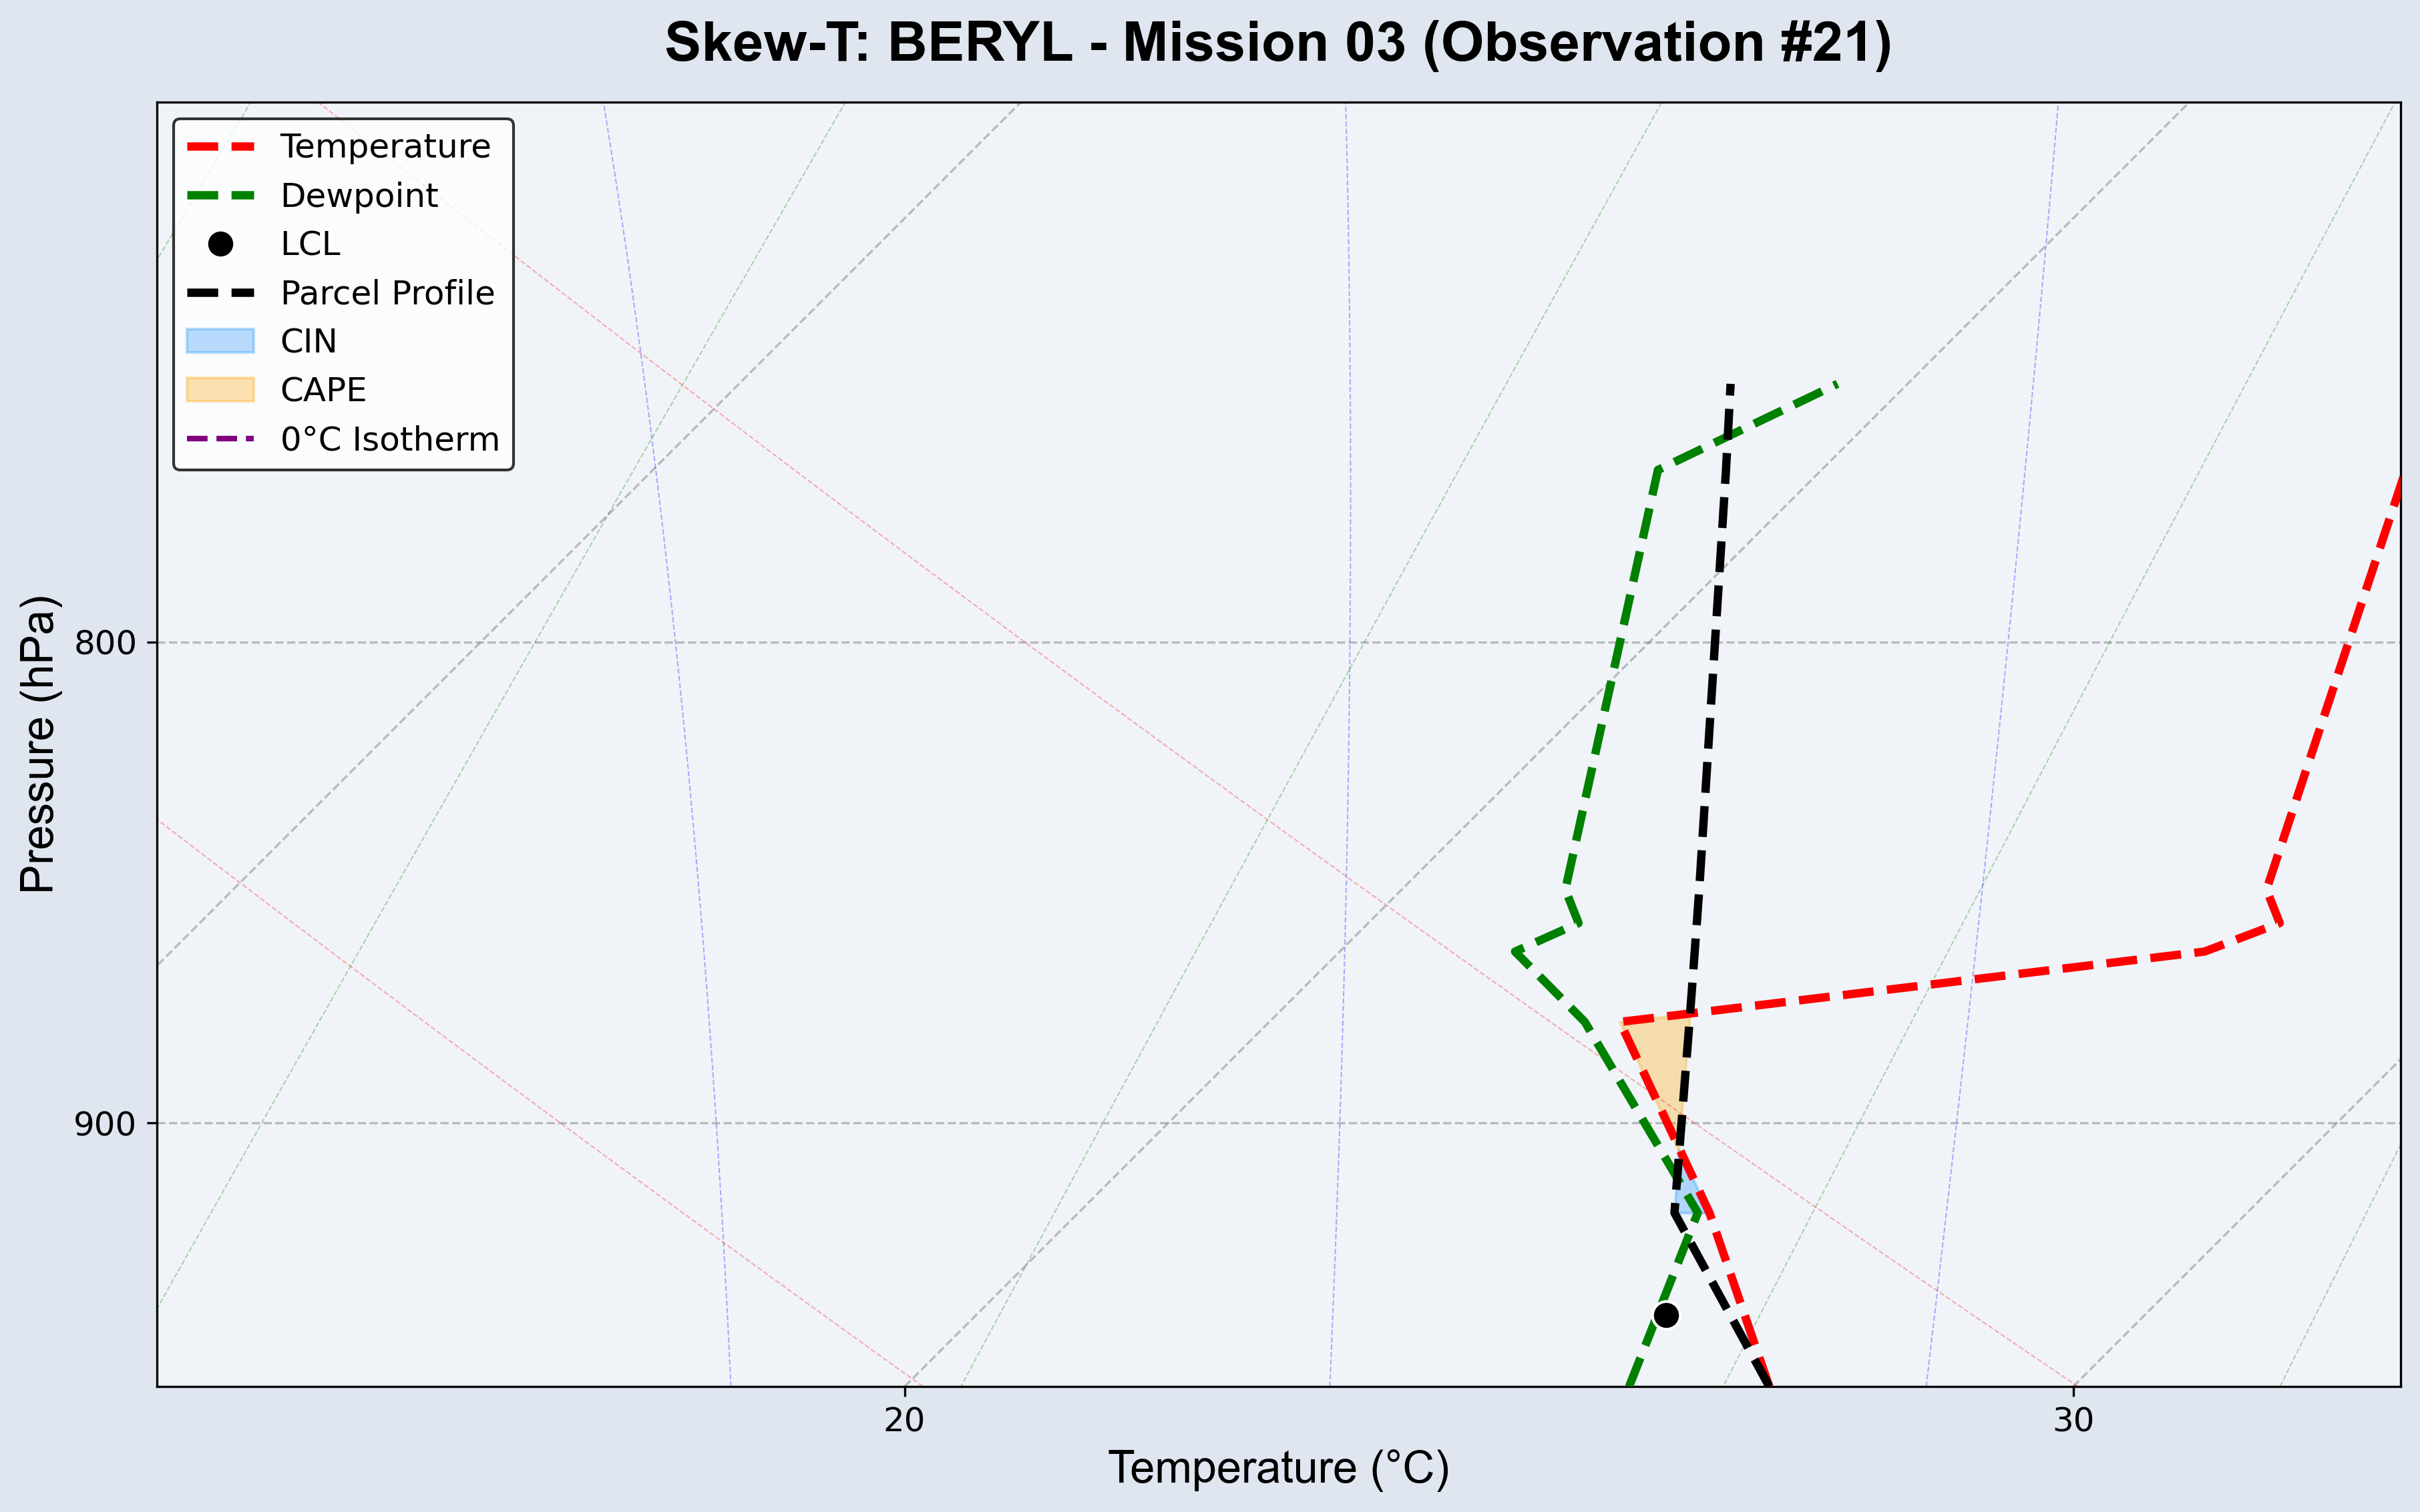 Skew-T: BERYL - Mission 03 (Observation #21)
Temperature
Dewpoint
LCL
Parcel Profile
CIN
CAPE
0°C Isotherm
Pressure (hPa)
800
900
20
30
Temperature (°C)